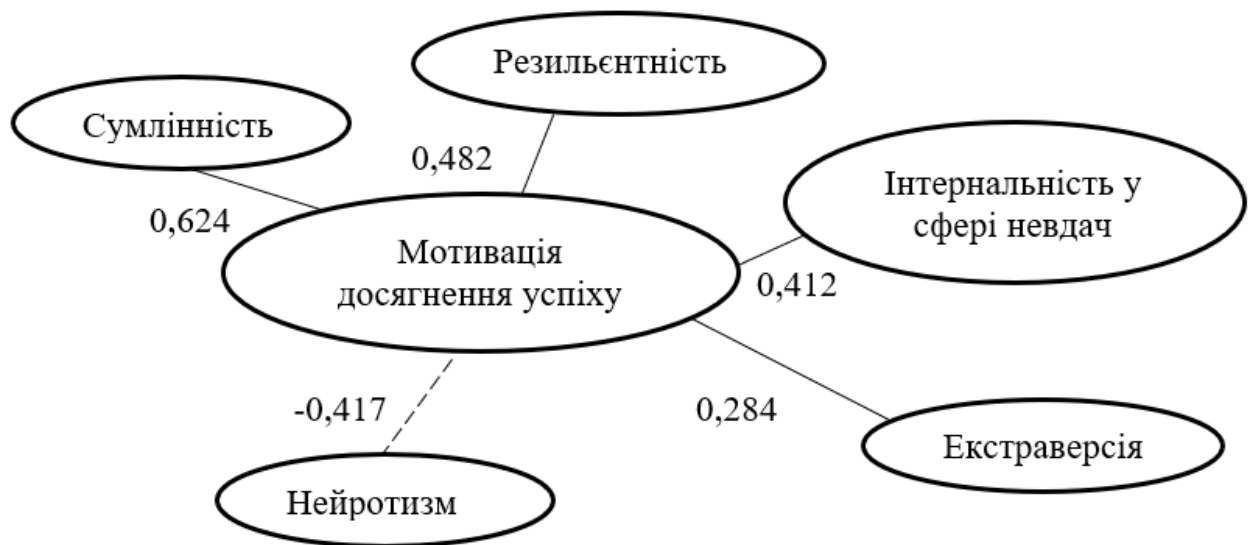 Резильєнтність
Сумлінність
0,482
0,624
Інтернальність у
сфері невдач
Мотивація
досягнення успіху
0,412
-0,417
0,284
Екстраверсія
Нейротизм